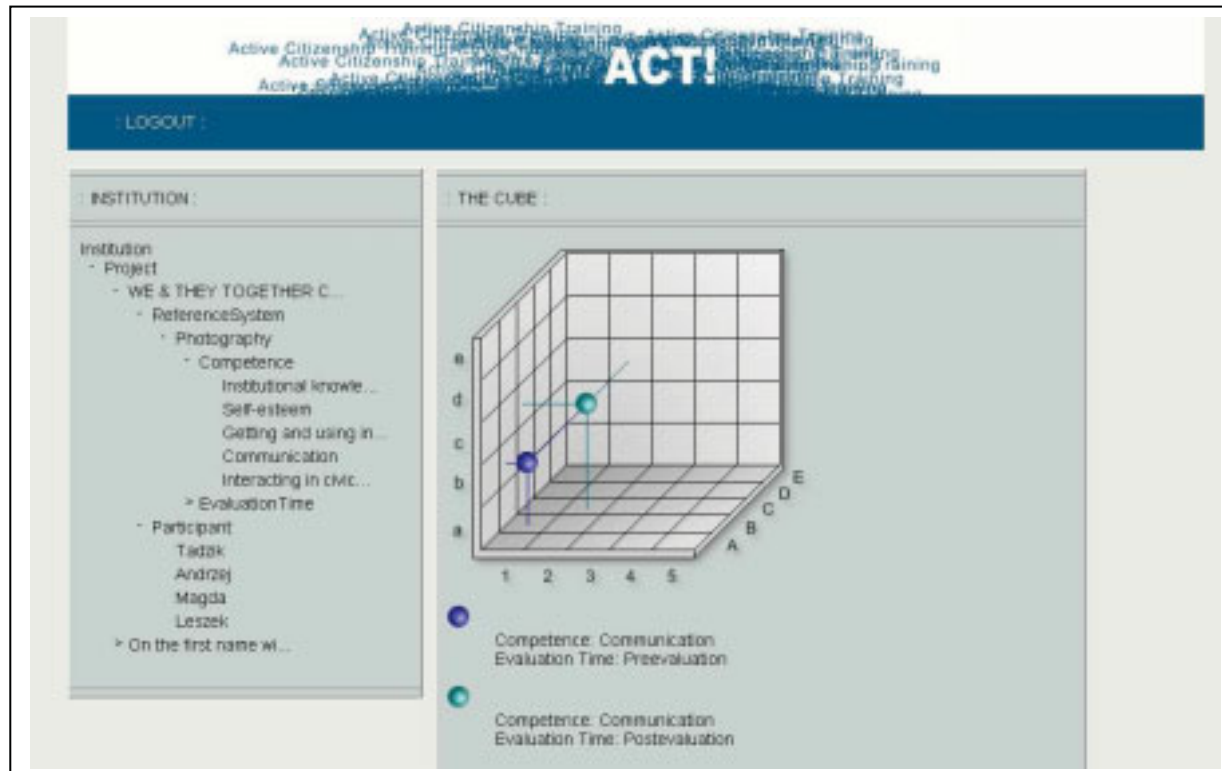 Active Citizenship Training
ACT!
: LOGOUT :
: INSTITUTION :
Institution
- Project
- WE & THEY TOGETHER C...
- ReferenceSystem
- Photography
- Competence
Institutional knowle...
Self-esteem
Getting and using in...
Communication
Interacting in civic...
> EvaluationTime
- Participant
Tadzik
Andrzej
Magda
Leszek
> On the first name wi...
: THE CUBE :
e
d
c
b
a
1 2 3 4 5
A
B
C
D
E
Competence: Communication
Evaluation Time: Preevaluation
Competence: Communication
Evaluation Time: Postevaluation